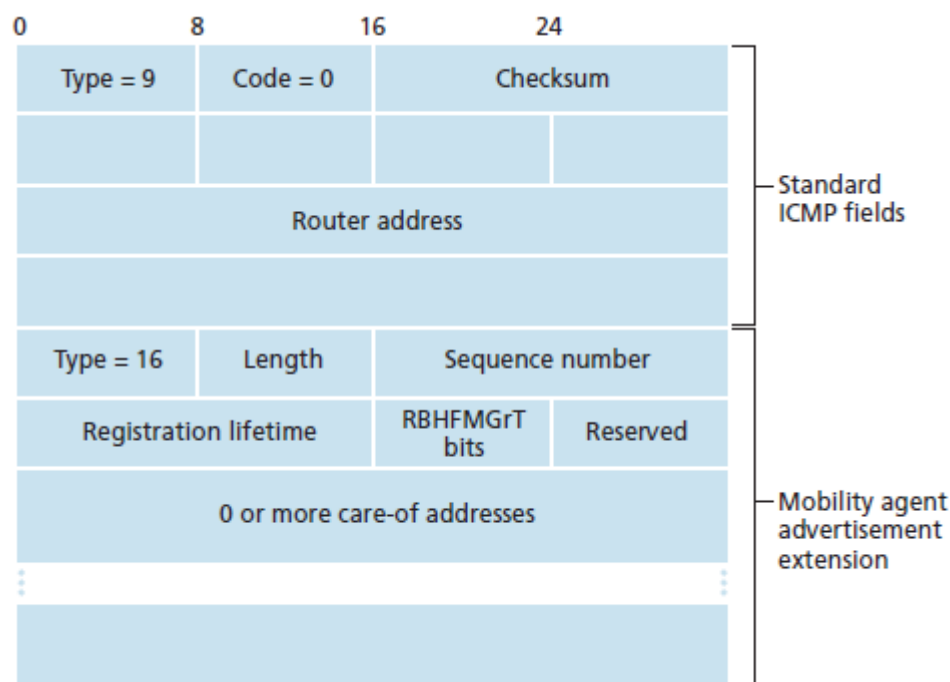 0 8 16 24
Type = 9 Code = 0 Checksum
Standard
ICMP fields
Router address
Type = 16 Length Sequence number
Registration lifetime RBHFMGrT
bits Reserved
0 or more care-of addresses
Mobility agent
advertisement
extension